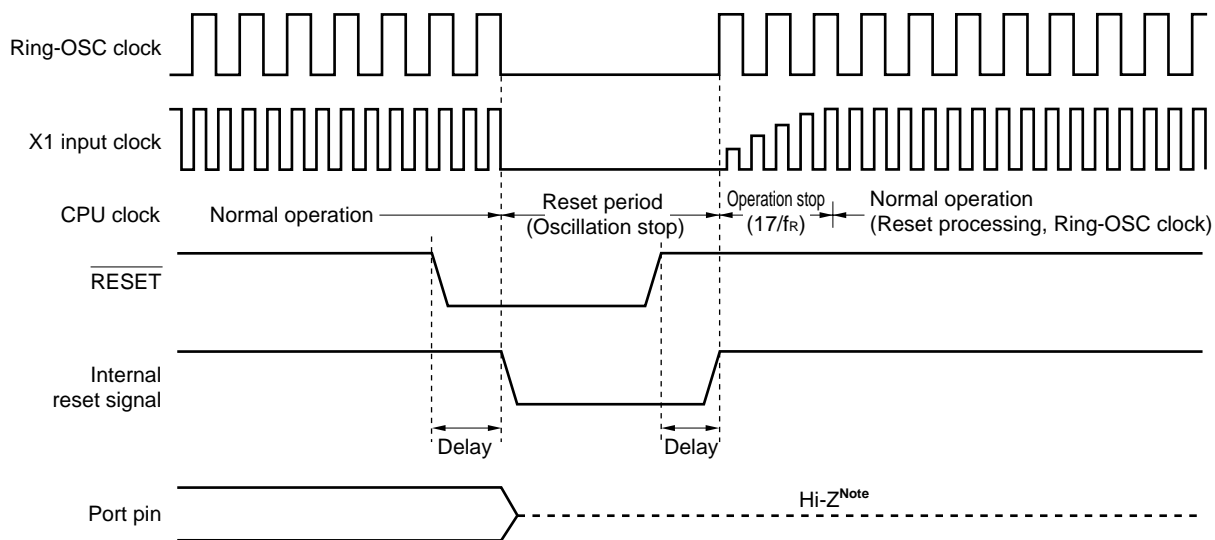 Ring-OSC clock
X1 input clock
CPU clock
Normal operation
Reset period
(Oscillation stop)
Operation stop
(17/fR)
Normal operation
(Reset processing, Ring-OSC clock)
RESET
Internal
reset signal
Delay
Delay
Port pin
Hi-ZNote